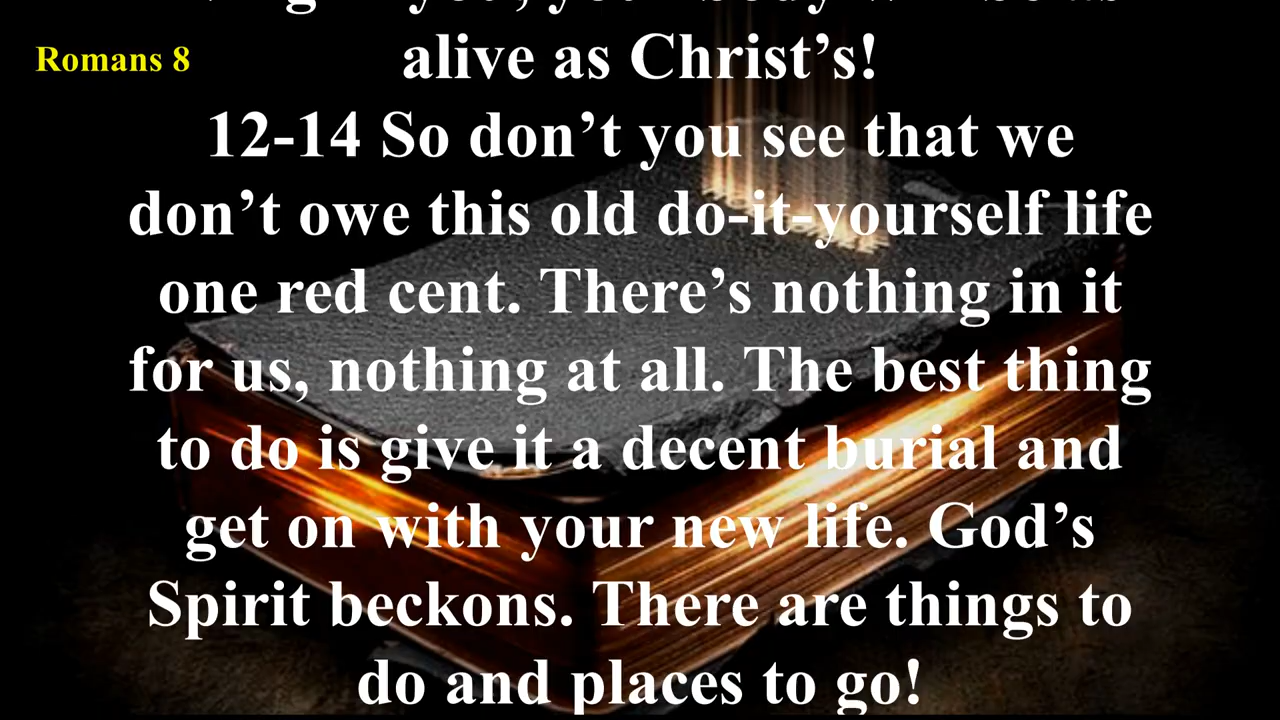 Romans 8
alive as Christ’s!
12-14 So don’t you see that we
don’t owe this old do-it-yourself life
one red cent. There’s nothing in it
for us, nothing at all. The best thing
to do is give it a decent burial and
get on with your new life. God’s
Spirit beckons. There are things to
do and places to go!